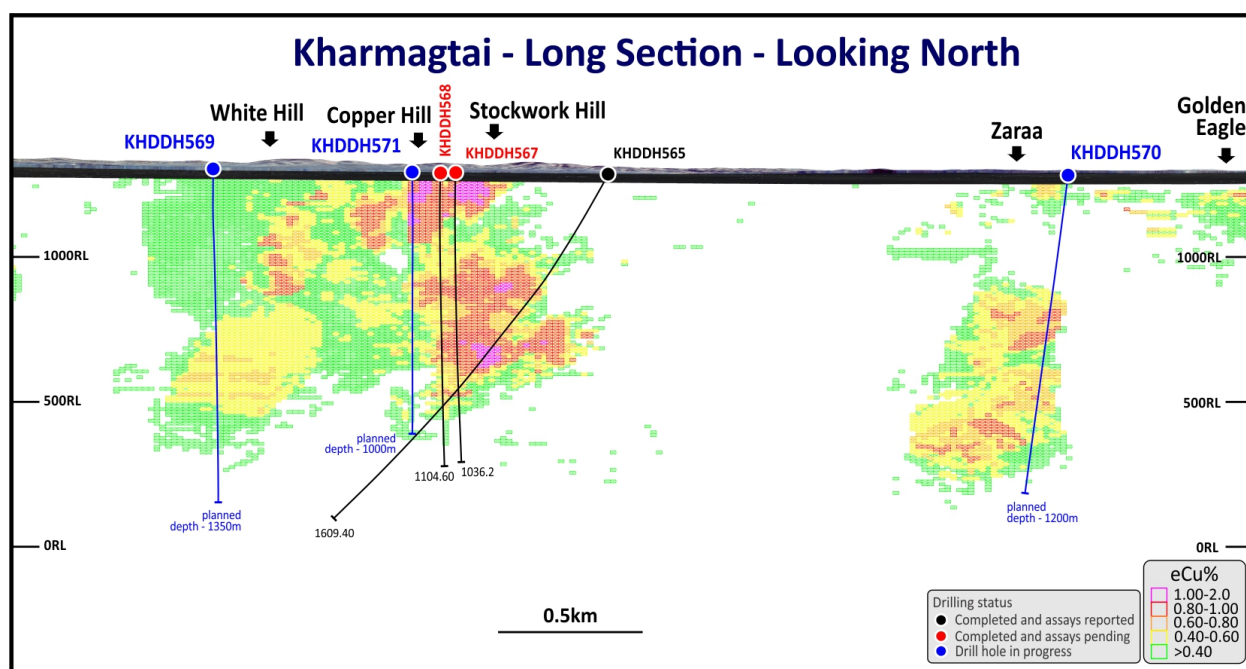 Kharmagtai - Long Section - Looking North
White Hill
Copper Hill
KHDDH568
Stockwork Hill
Golden
Eagle
Zaraa
KHDDH569
KHDDH571
KHDDH567
KHDDH565
KHDDH570
1000RL
1000RL
500RL
500RL
0RL
0RL
planned
depth - 1350m
planned
depth - 1000m
1104.60
1036.2
1609.40
planned
depth - 1200m
0.5km
Drilling status
Completed and assays reported
Completed and assays pending
Drill hole in progress
eCu%
1.00-2.0
0.80-1.00
0.60-0.80
0.40-0.60
>0.40